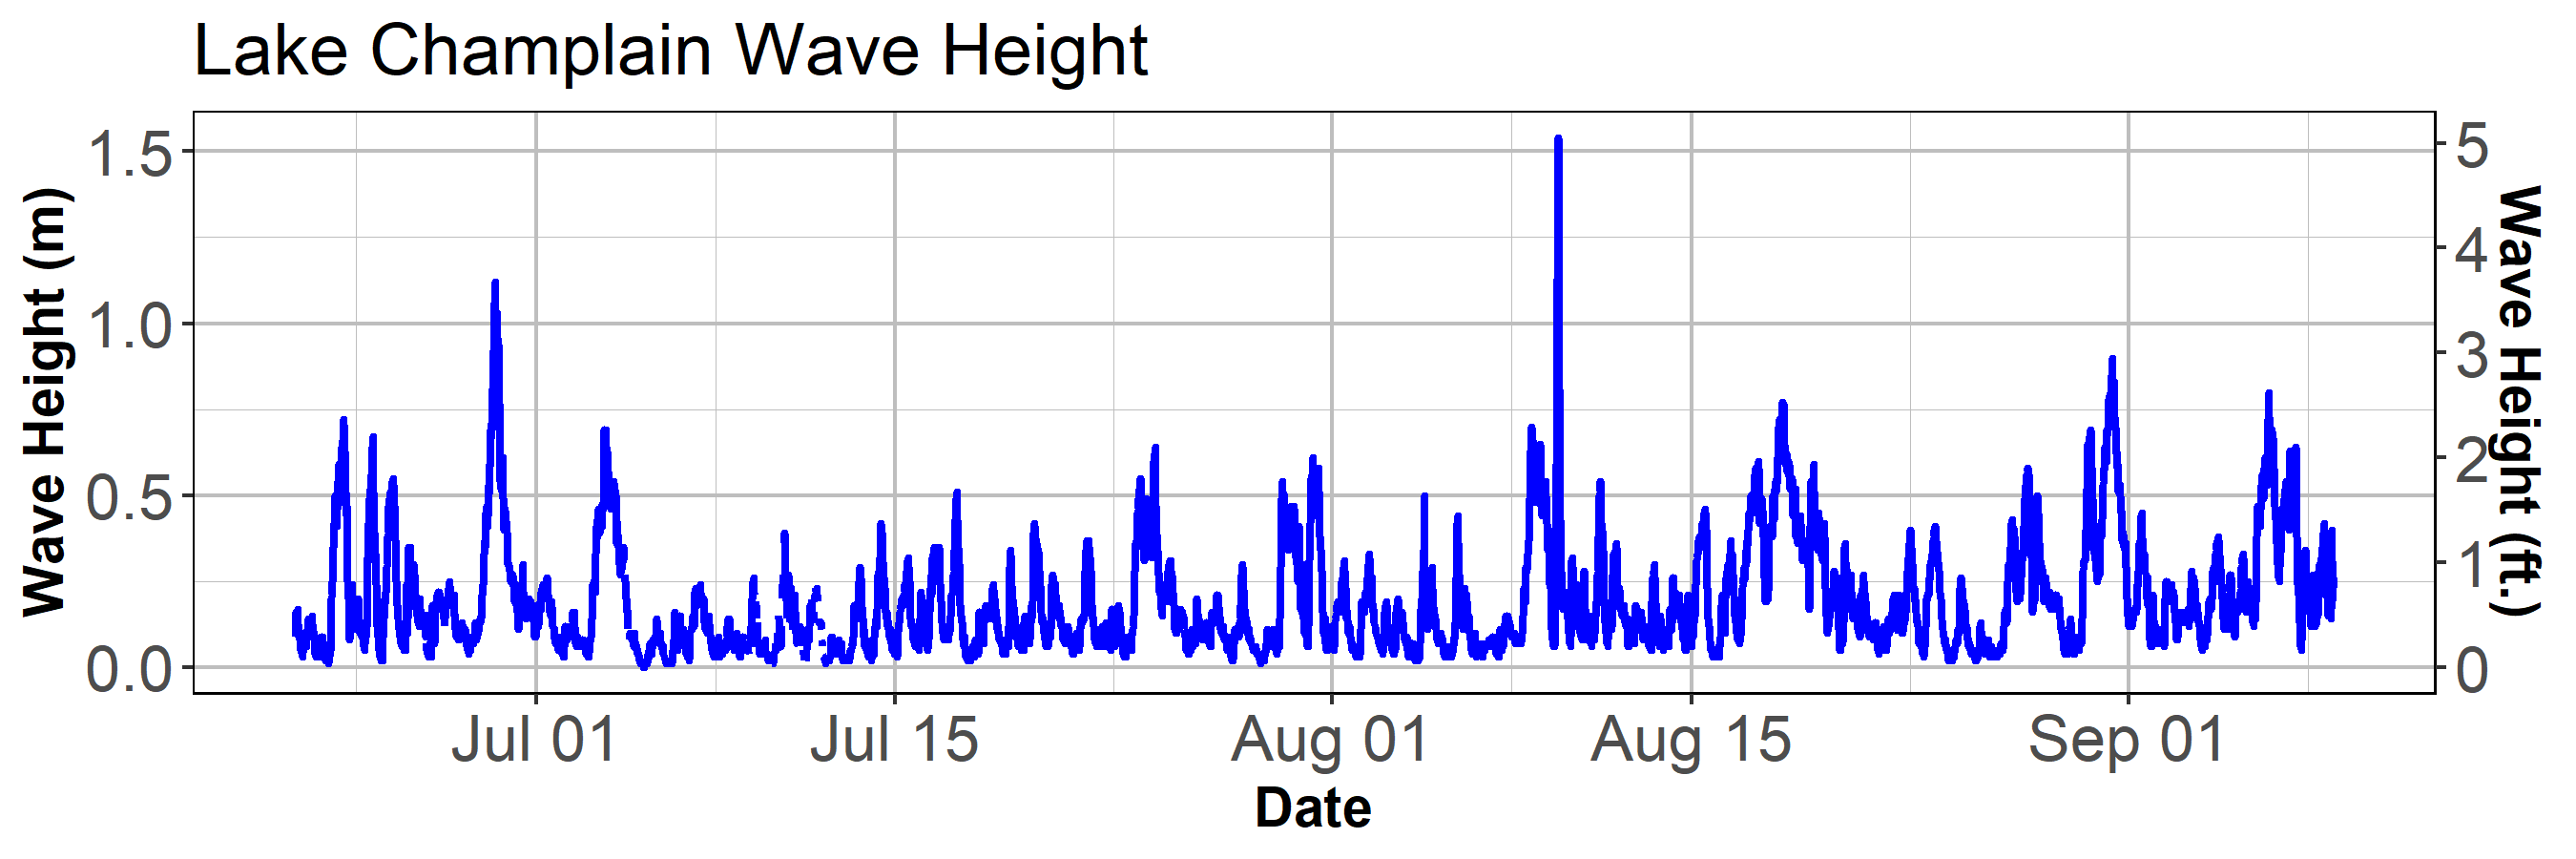 Lake Champlain Wave Height
Wave Height (m)
1.5
1.0
0.5
0.0
5
4
3
2
1
0
Wave Height (ft.)
Jul 01
Jul 15
Aug 01
Aug 15
Sep 01
Date